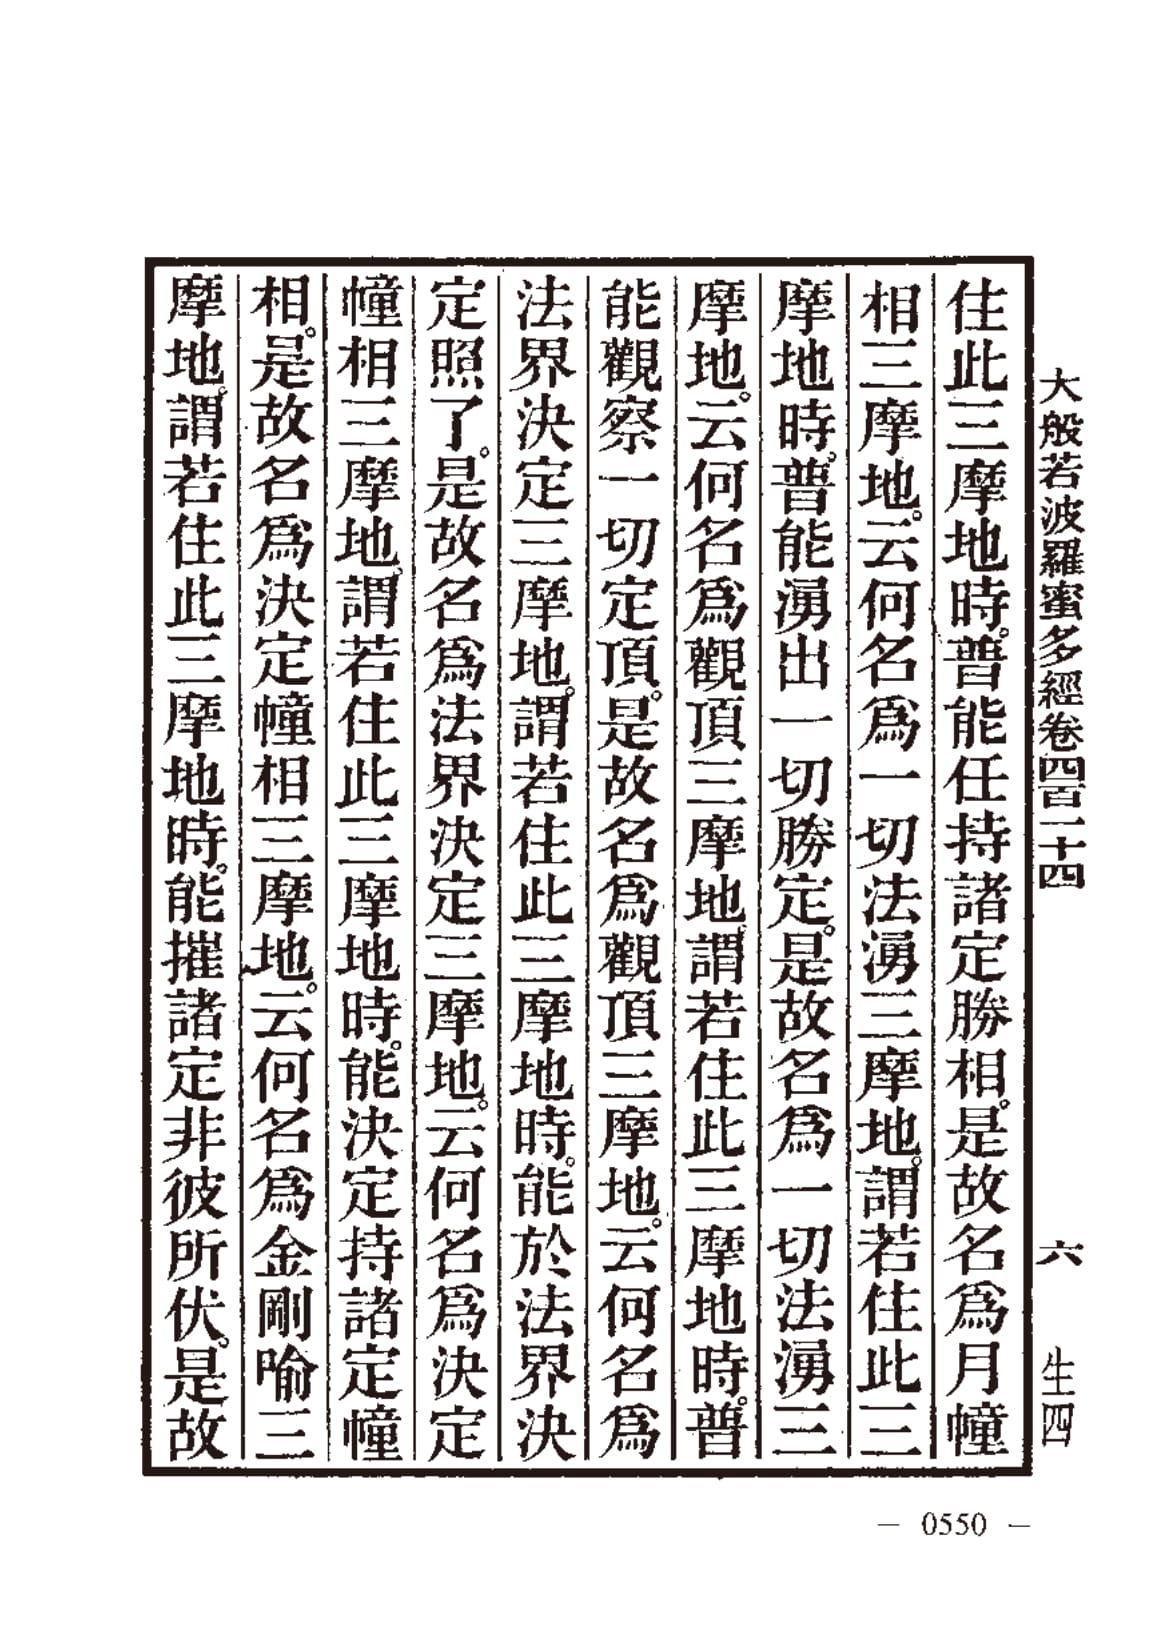 大般若波羅蜜多經卷四百一十四　六　生四
住此三摩地時。普能任持諸定勝相。是故名爲月幢
相三摩地。云何名爲一切法湧三摩地。謂若住此三
摩地時。普能湧出一切勝定。是故名爲一切法湧三
摩地。云何名爲觀頂三摩地。謂若住此三摩地時。普
能觀察一切定頂。是故名爲觀頂三摩地。云何名爲
法界決定三摩地。謂若住此三摩地時。能於法界決
定照了。是故名爲法界決定三摩地。云何名爲決定
幢相三摩地。謂若住此三摩地時。能決定持諸定幢
相。是故名爲決定幢相三摩地。云何名爲金剛喻三
摩地。謂若住此三摩地時。能摧諸定非彼所伏。是故
— 0550 —